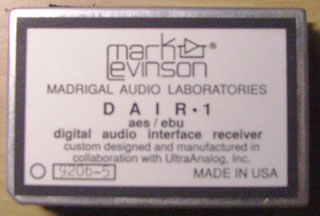 mark levinson®
MADRIGAL AUDIO LABORATORIES
DAIR·1
aes / ebu
digital audio interface receiver
custom designed and manufactured in
collaboration with UltraAnalog, Inc.
9206-5 MADE IN USA